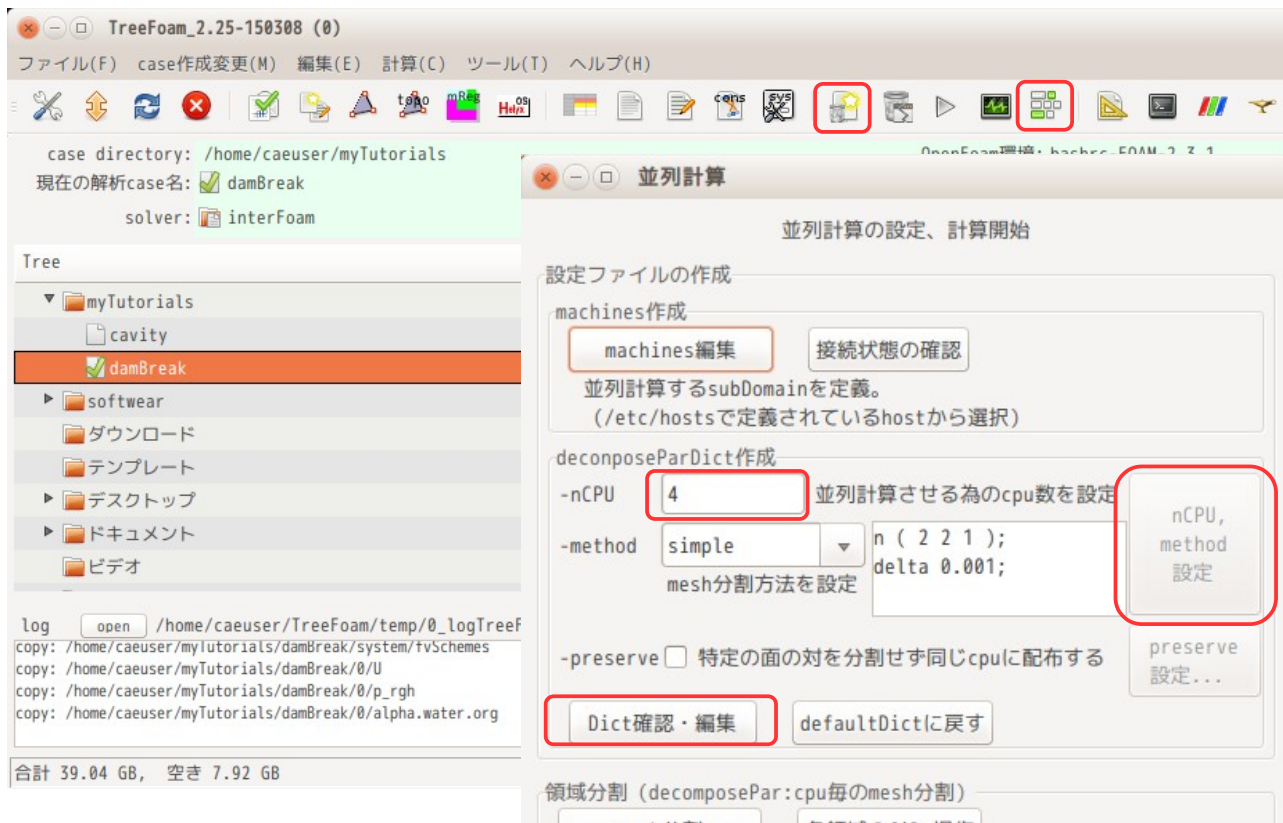 TreeFoam_2.25-150308 (0)
ファイル(F) case作成変更(M) 編集(E) 計算(C) ツール(T) ヘルプ(H)
topo mReg Helyx OS cons sys
case directory: /home/caeuser/myTutorials
OpenFoam環境: bashrc-FOAM-2.3.1
現在の解析case名: damBreak
solver: interFoam
Tree
myTutorials
cavity
damBreak
softwear
ダウンロード
テンプレート
デスクトップ
ドキュメント
ビデオ
log open /home/caeuser/TreeFoam/temp/0_logTreeF
copy: /home/caeuser/myTutorials/damBreak/system/fvSchemes
copy: /home/caeuser/myTutorials/damBreak/0/U
copy: /home/caeuser/myTutorials/damBreak/0/p_rgh
copy: /home/caeuser/myTutorials/damBreak/0/alpha.water.org
合計 39.04 GB, 空き 7.92 GB
並列計算
並列計算の設定、計算開始
設定ファイルの作成
machines作成
machines編集 接続状態の確認
並列計算するsubDomainを定義。
(/etc/hostsで定義されているhostから選択)
deconposeParDict作成
-nCPU 4 並列計算させる為のcpu数を設定
-method simple
n ( 2 2 1 );
delta 0.001;
mesh分割方法を設定
nCPU,
method
設定
-preserve 特定の面の対を分割せず同じcpuに配布する
preserve
設定...
Dict確認・編集 defaultDictに戻す
領域分割 (decomposePar:cpu毎のmesh分割)